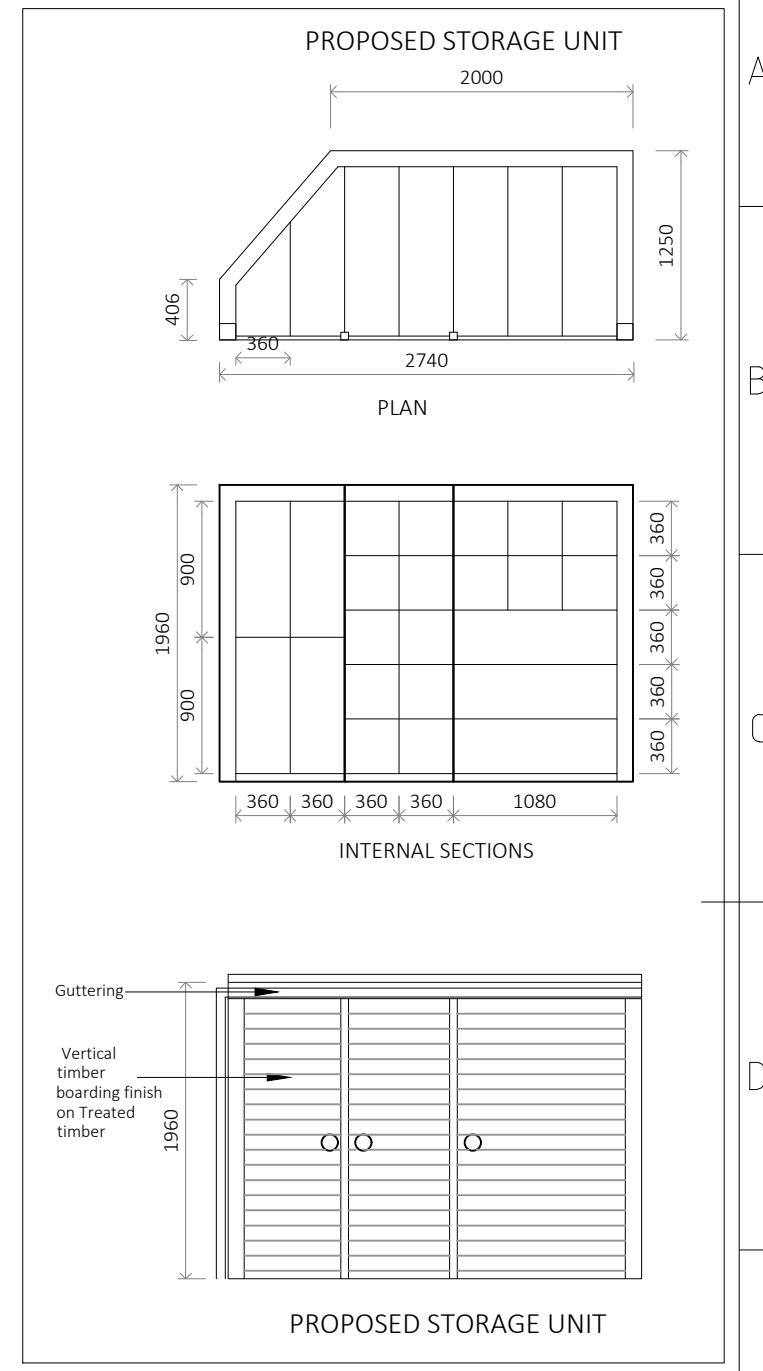 PROPOSED STORAGE UNIT
2000
A
1250
406
360
2740
B
PLAN
1960
900
900
360
360
360
360
360
360
360
360
360
1080
C
INTERNAL SECTIONS
Guttering
Vertical
timber
boarding finish
on Treated
timber
1960
D
PROPOSED STORAGE UNIT